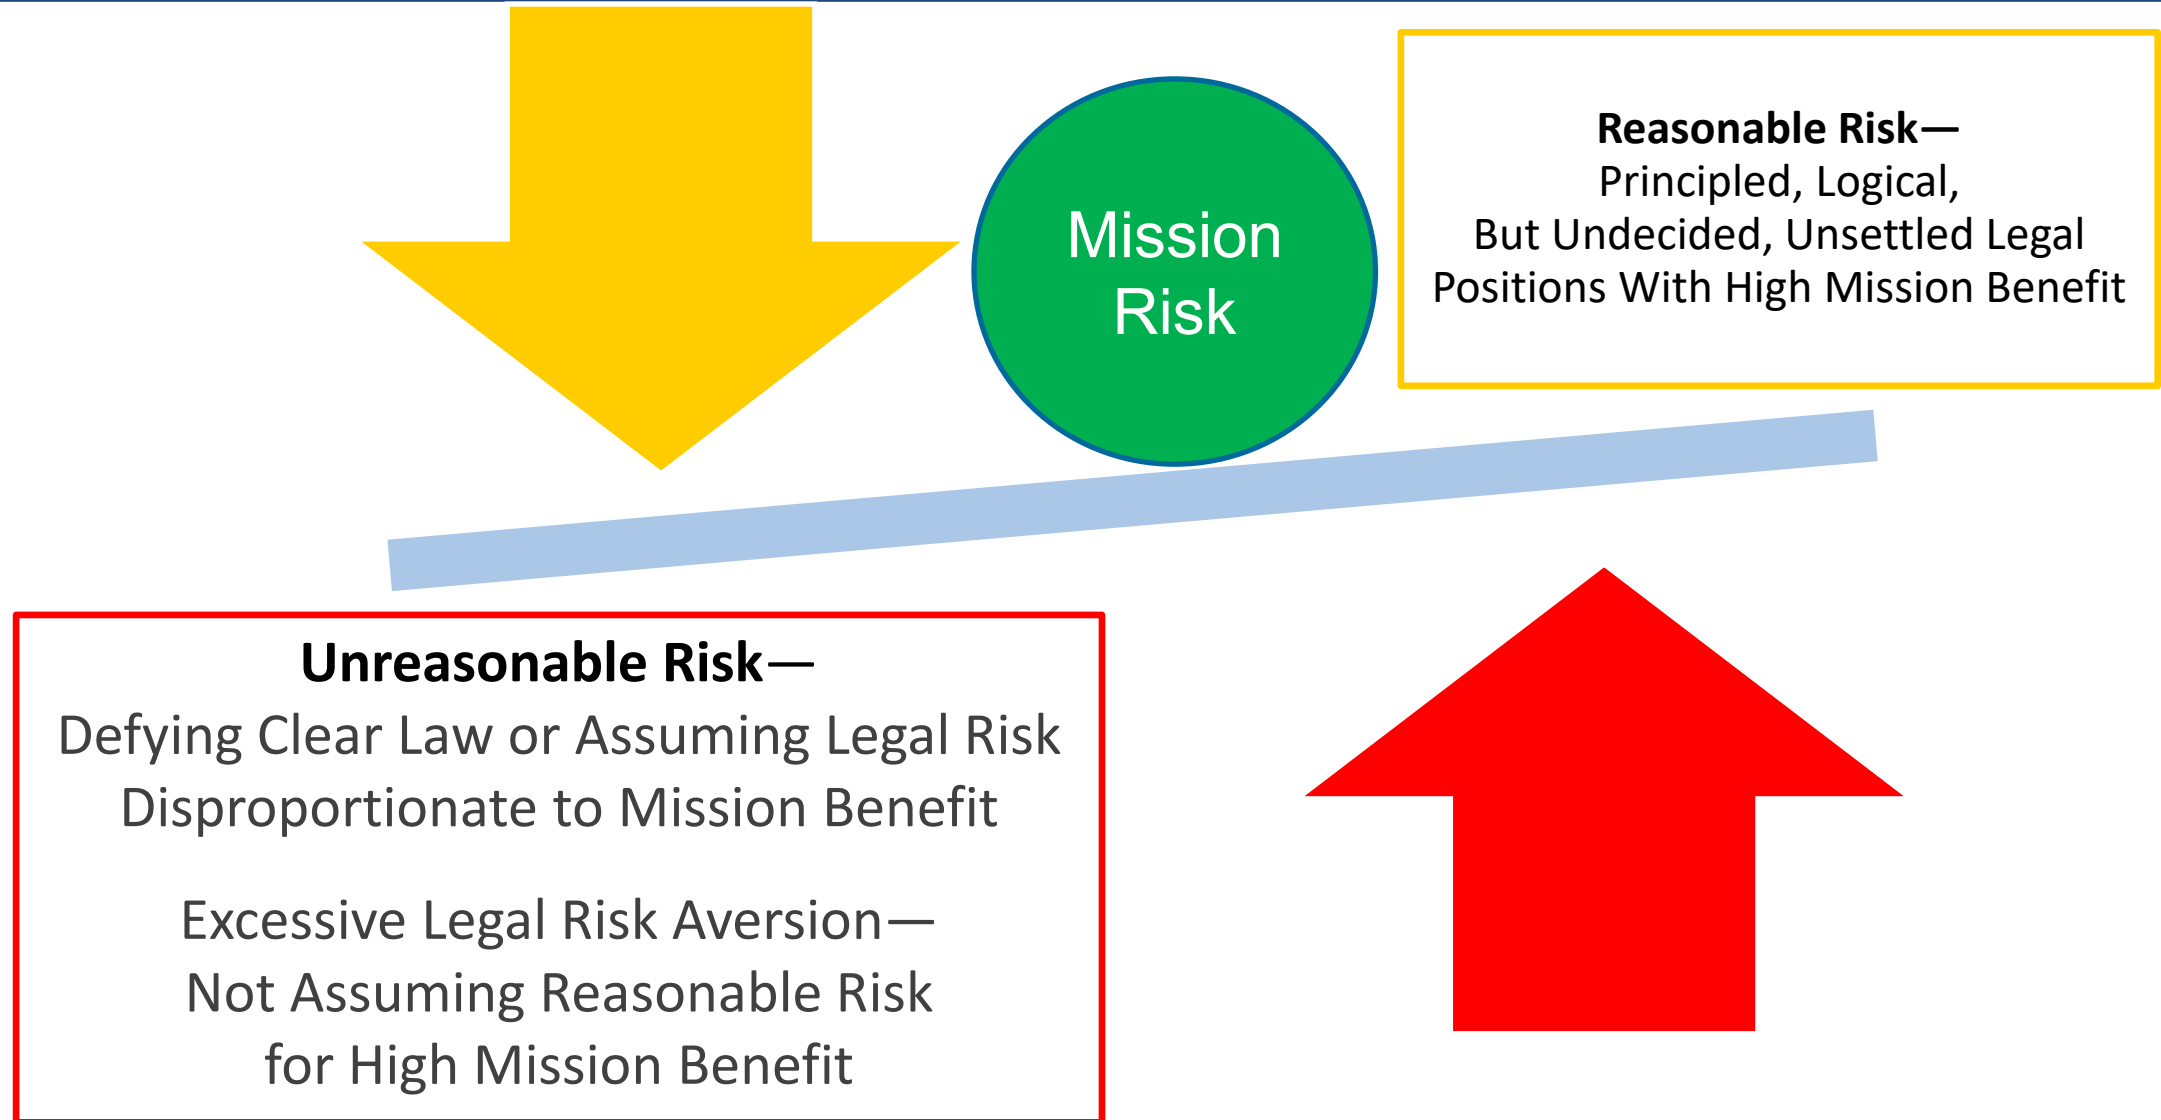 Mission
Risk
Reasonable Risk—
Principled, Logical,
But Undecided, Unsettled Legal
Positions With High Mission Benefit
Unreasonable Risk—
Defying Clear Law or Assuming Legal Risk
Disproportionate to Mission Benefit
Excessive Legal Risk Aversion—
Not Assuming Reasonable Risk
for High Mission Benefit